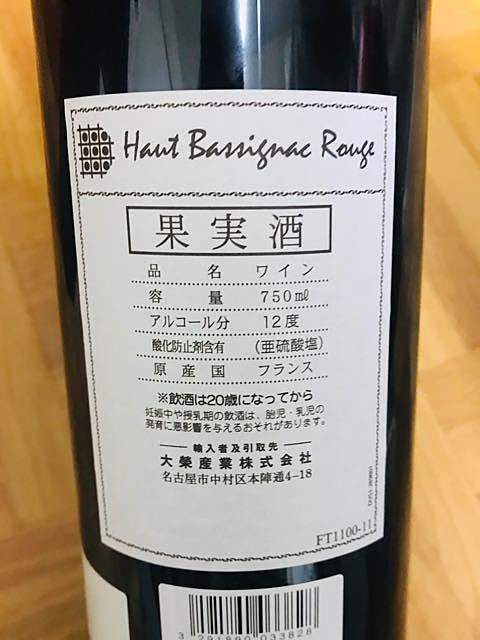 Haut Bassignac Rouge
果実酒
品名 ワイン
容量 750㎖
アルコール分 12度
酸化防止剤含有 (亜硫酸塩)
原産国 フランス
※飲酒は20歳になってから
妊娠中や授乳期の飲酒は、胎児・乳児の
発育に悪影響を与えるおそれがあります。
輸入者及引取先
大榮産業株式会社
名古屋市中村区本陣通4-18
FT1100-11
3 291960 033828